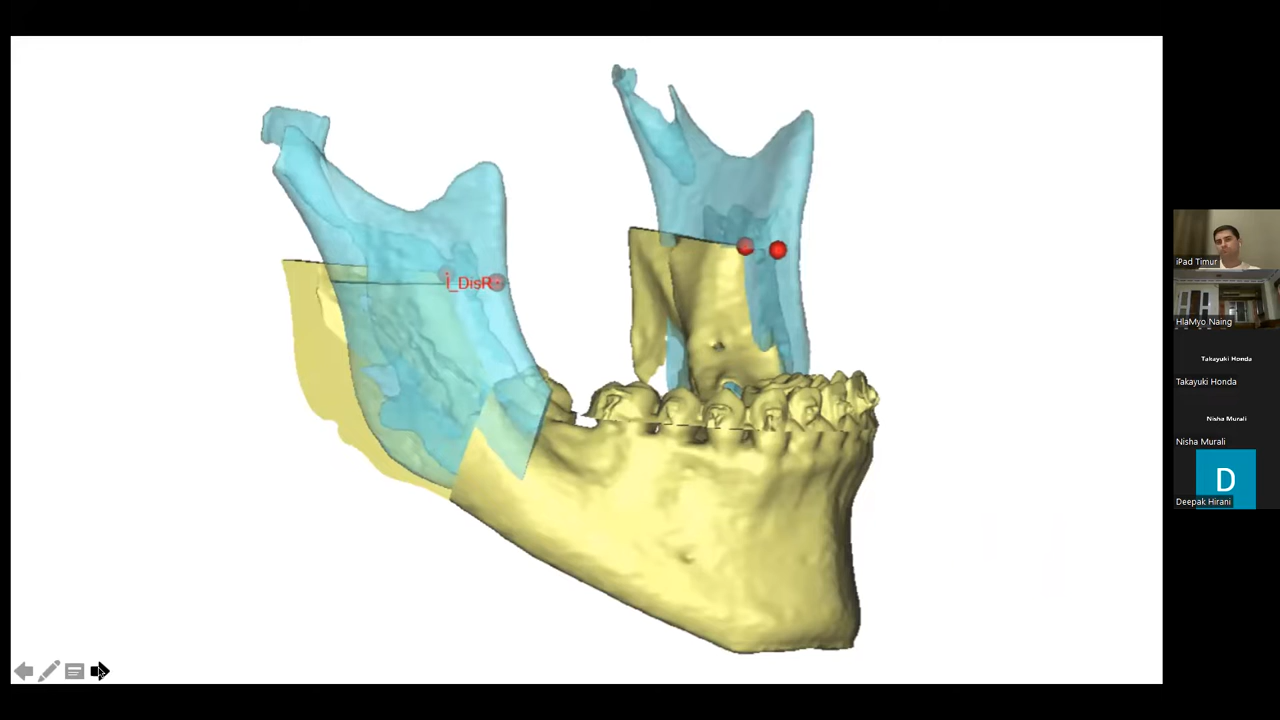 i_DisR
iPad Timur
HlaMyo Naing
Takayuki Honda
Takayuki Honda
Nisha Murali
Nisha Murali
D
Deepak Hirani